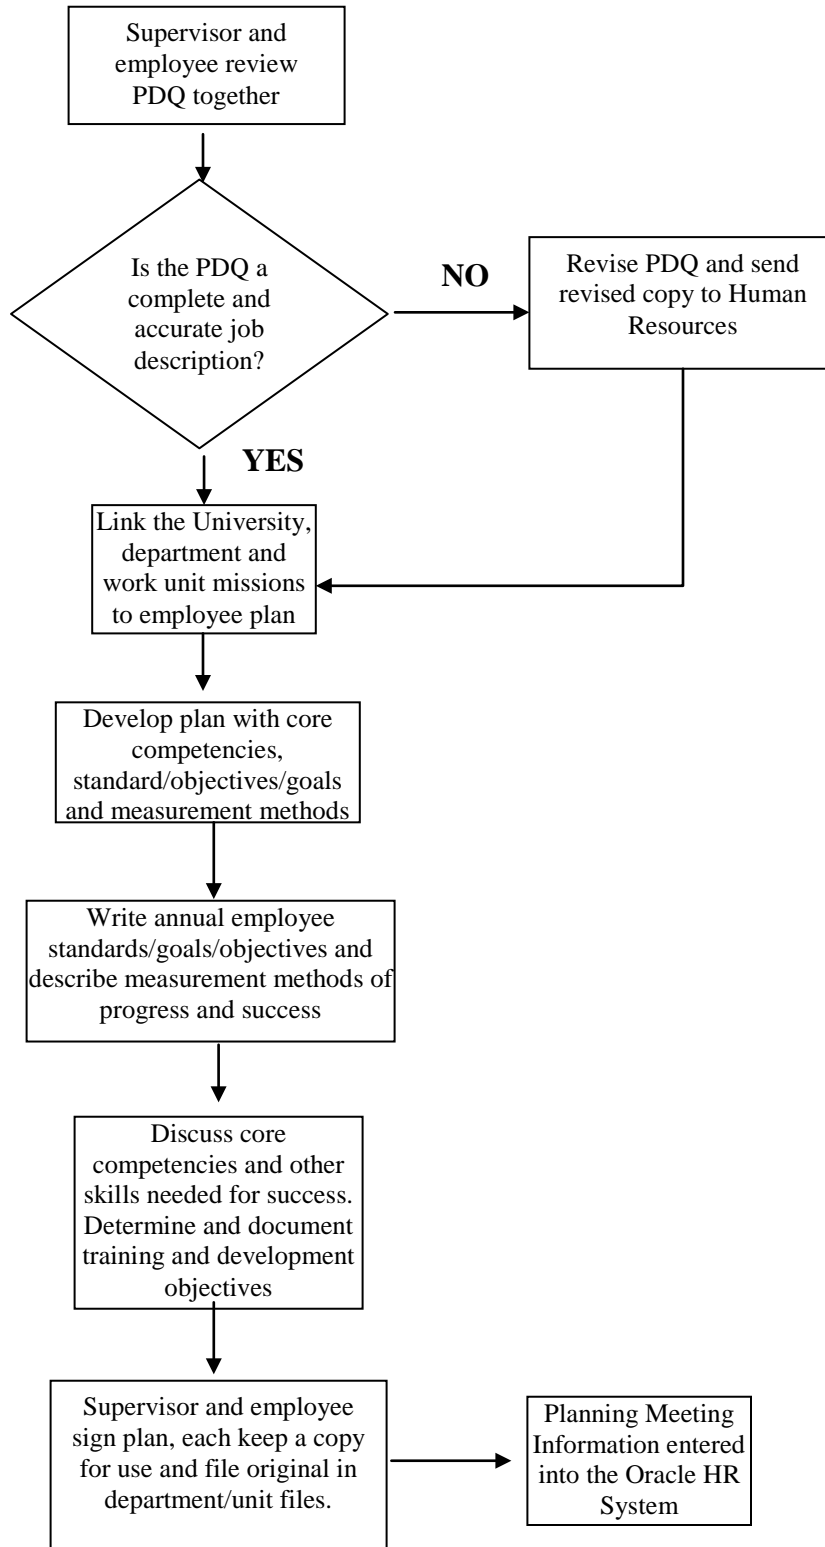 Supervisor and
employee review
PDQ together
Is the PDQ a
complete and
accurate job
description?
NO
Revise PDQ and send
revised copy to Human
Resources
YES
Link the University,
department and
work unit missions
to employee plan
Develop plan with core
competencies,
standard/objectives/goals
and measurement methods
Write annual employee
standards/goals/objectives and
describe measurement methods of
progress and success
Discuss core
competencies and other
skills needed for success.
Determine and document
training and development
objectives
Supervisor and employee
sign plan, each keep a copy
for use and file original in
department/unit files.
Planning Meeting
Information entered
into the Oracle HR
System